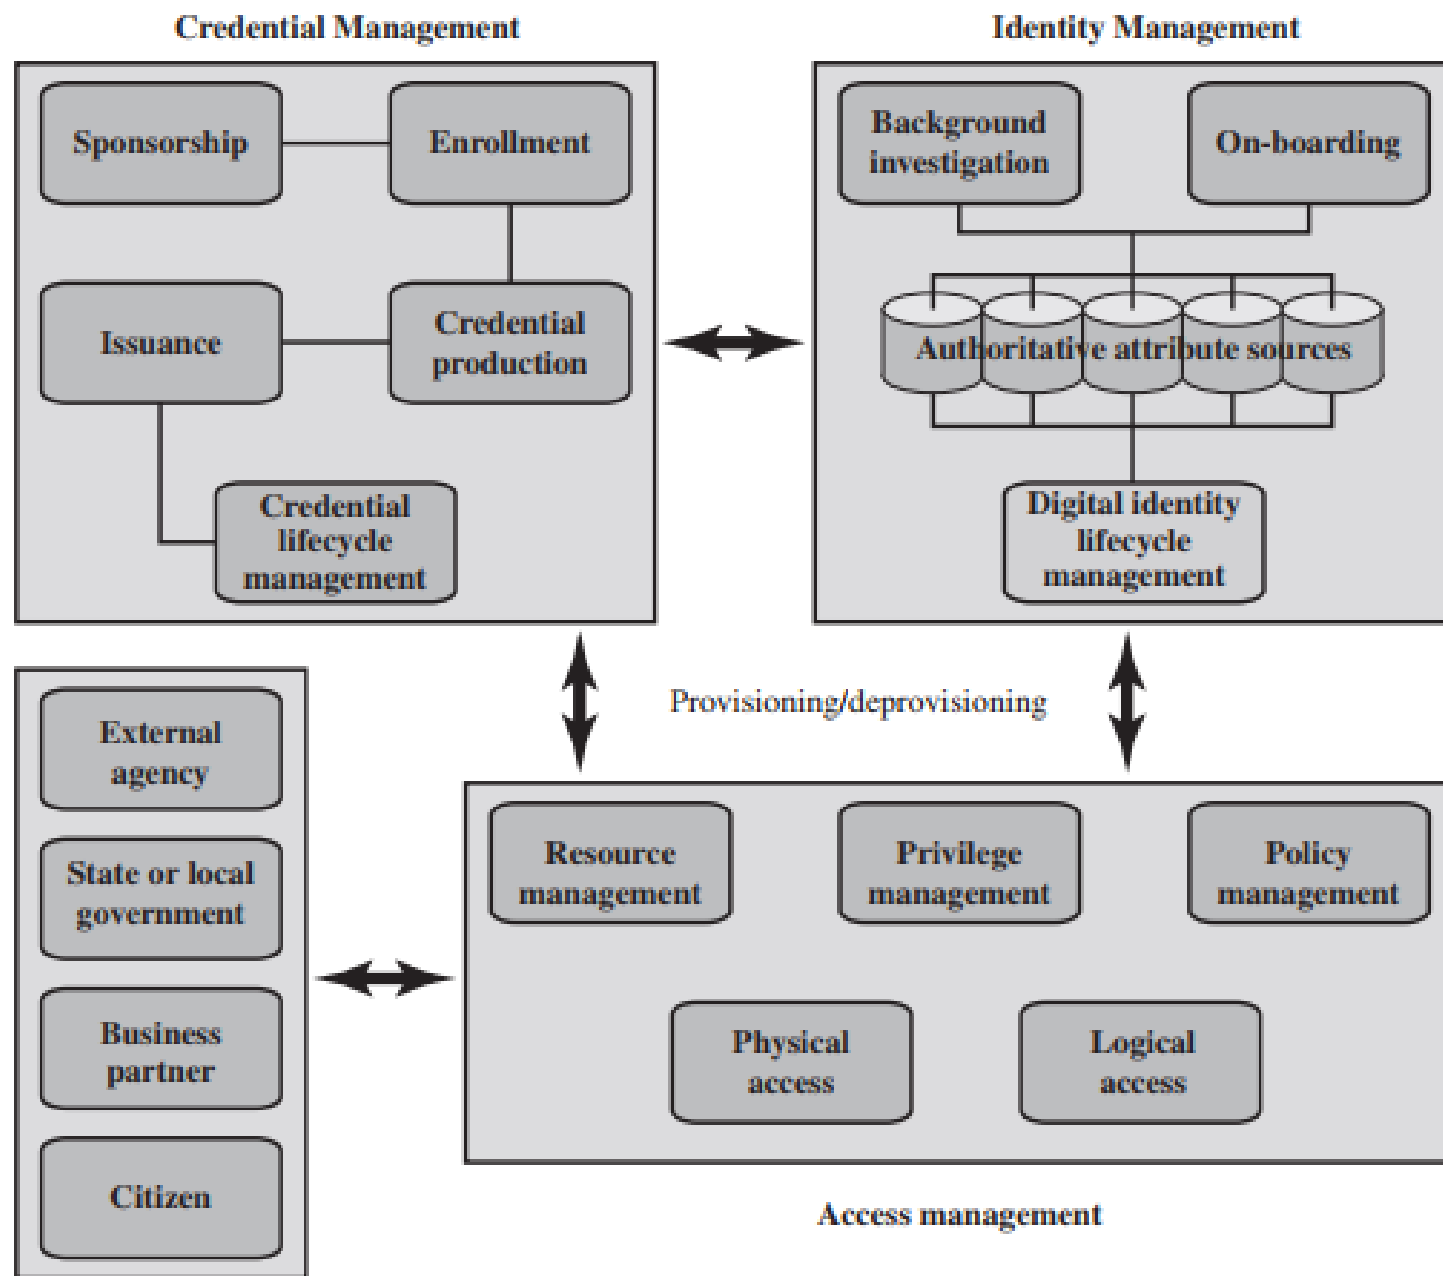 Credential Management
Sponsorship
Enrollment
Issuance
Credential
production
Credential
lifecycle
management
Identity Management
Background
investigation
On-boarding
Authoritative attribute sources
Digital identity
lifecycle
management
Provisioning/deprovisioning
External
agency
State or local
government
Business
partner
Citizen
Resource
management
Privilege
management
Policy
management
Physical
access
Logical
access
Access management